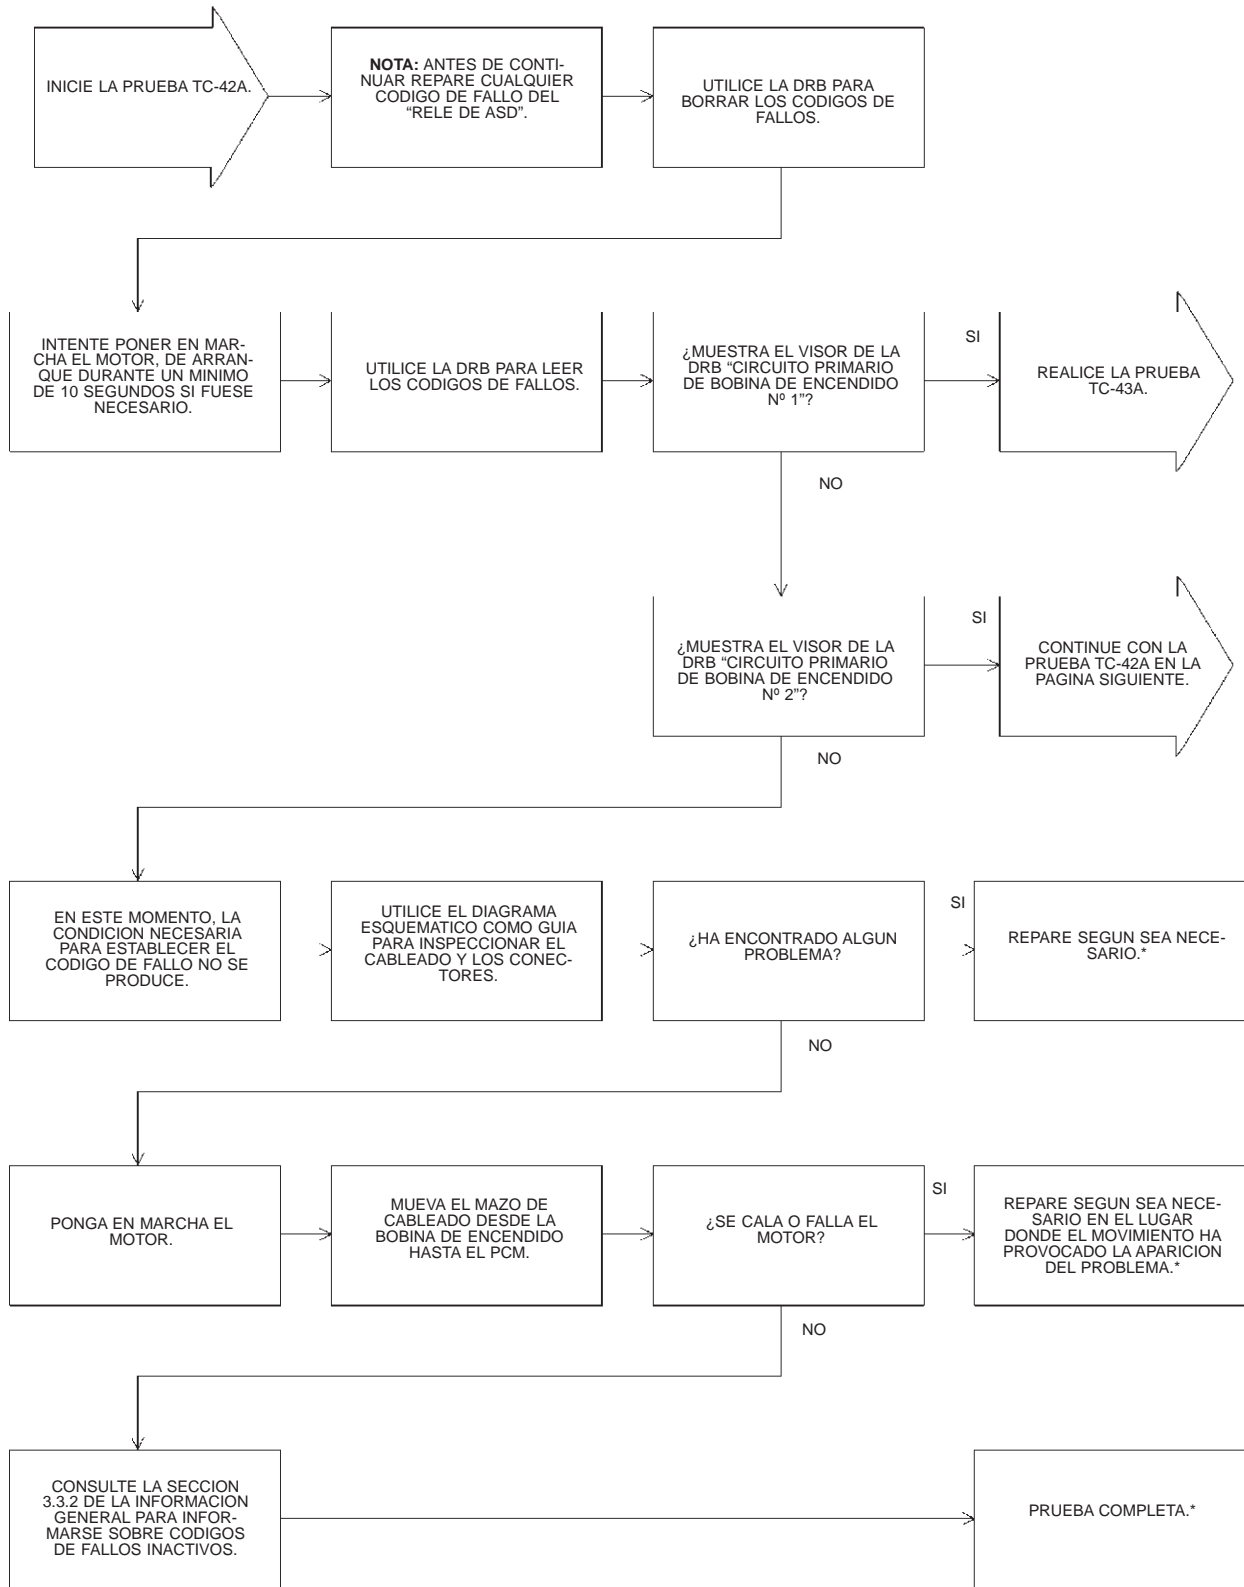 INICIE LA PRUEBA TC-42A.
NOTA: ANTES DE CONTI-
NUAR REPARE CUALQUIER
CODIGO DE FALLO DEL
“RELE DE ASD”.
UTILICE LA DRB PARA
BORRAR LOS CODIGOS DE
FALLOS.
INTENTE PONER EN MAR-
CHA EL MOTOR, DE ARRAN-
QUE DURANTE UN MINIMO
DE 10 SEGUNDOS SI FUESE
NECESARIO.
UTILICE LA DRB PARA LEER
LOS CODIGOS DE FALLOS.
¿MUESTRA EL VISOR DE LA
DRB “CIRCUITO PRIMARIO
DE BOBINA DE ENCENDIDO
Nº 1”?
SI
REALICE LA PRUEBA
TC-43A.
NO
¿MUESTRA EL VISOR DE LA
DRB “CIRCUITO PRIMARIO
DE BOBINA DE ENCENDIDO
Nº 2”?
SI
CONTINUE CON LA
PRUEBA TC-42A EN LA
PAGINA SIGUIENTE.
NO
EN ESTE MOMENTO, LA
CONDICION NECESARIA
PARA ESTABLECER EL
CODIGO DE FALLO NO SE
PRODUCE.
UTILICE EL DIAGRAMA
ESQUEMATICO COMO GUIA
PARA INSPECCIONAR EL
CABLEADO Y LOS CONEC-
TORES.
¿HA ENCONTRADO ALGUN
PROBLEMA?
SI
REPARE SEGUN SEA NECE-
SARIO.*
NO
PONGA EN MARCHA EL
MOTOR.
MUEVA EL MAZO DE
CABLEADO DESDE LA
BOBINA DE ENCENDIDO
HASTA EL PCM.
¿SE CALA O FALLA EL
MOTOR?
SI
REPARE SEGUN SEA NECE-
SARIO EN EL LUGAR
DONDE EL MOVIMIENTO HA
PROVOCADO LA APARICION
DEL PROBLEMA.*
NO
CONSULTE LA SECCION
3.3.2 DE LA INFORMACION
GENERAL PARA INFOR-
MARSE SOBRE CODIGOS
DE FALLOS INACTIVOS.
PRUEBA COMPLETA.*